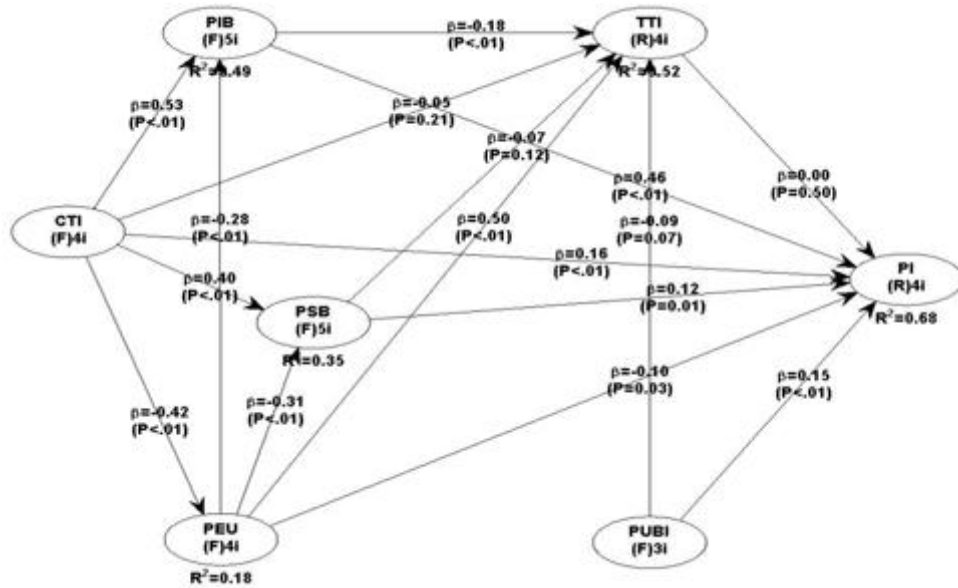 PIB
(F)5i
R²=0.49
β=-0.18
(P<.01)
TTI
(R)4i
R²=0.52
β=0.53
(P<.01)
β=-0.05
(P=0.21)
β=-0.07
(P=0.12)
β=0.46
(P<.01)
β=0.00
(P=0.50)
CTI
(F)4i
β=-0.28
(P<.01)
β=0.50
(P<.01)
β=-0.09
(P=0.07)
β=0.16
(P<.01)
PI
(R)4i
R²=0.68
β=0.40
(P<.01)
PSB
(F)5i
R²=0.35
β=0.12
(P=0.01)
β=-0.10
(P=0.03)
β=0.15
(P<.01)
β=-0.42
(P<.01)
β=-0.31
(P<.01)
PEU
(F)4i
R²=0.18
PUBI
(F)3i